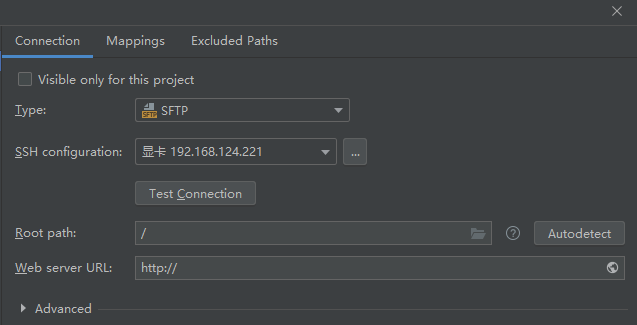 Connection Mappings Excluded Paths
Visible only for this project
Type: SFTP SFTP
SSH configuration: 显卡 192.168.124.221 ...
Test Connection
Root path: / ? Autodetect
Web server URL: http://
Advanced